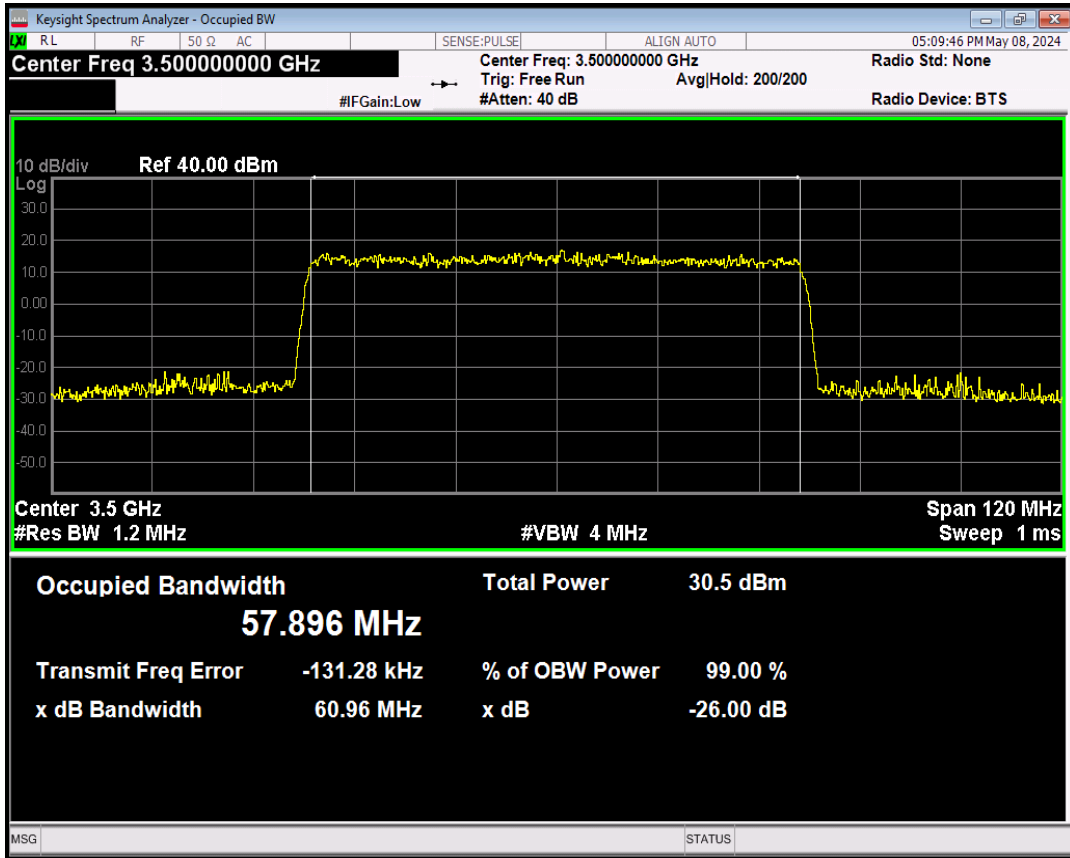 Keysight Spectrum Analyzer - Occupied BW
LXI RL RF 50 Ω AC SENSE:PULSE ALIGN AUTO 05:09:46 PM May 08, 2024
Center Freq 3.500000000 GHz Center Freq: 3.500000000 GHz Radio Std: None
Trig: Free Run Avg|Hold: 200/200
#IFGain:Low #Atten: 40 dB Radio Device: BTS
10 dB/div Ref 40.00 dBm
Log
30.0
20.0
10.0
0.00
-10.0
-20.0
-30.0
-40.0
-50.0
Center 3.5 GHz Span 120 MHz
#Res BW 1.2 MHz #VBW 4 MHz Sweep 1 ms
Occupied Bandwidth Total Power 30.5 dBm
57.896 MHz
Transmit Freq Error -131.28 kHz % of OBW Power 99.00 %
x dB Bandwidth 60.96 MHz x dB -26.00 dB
MSG STATUS